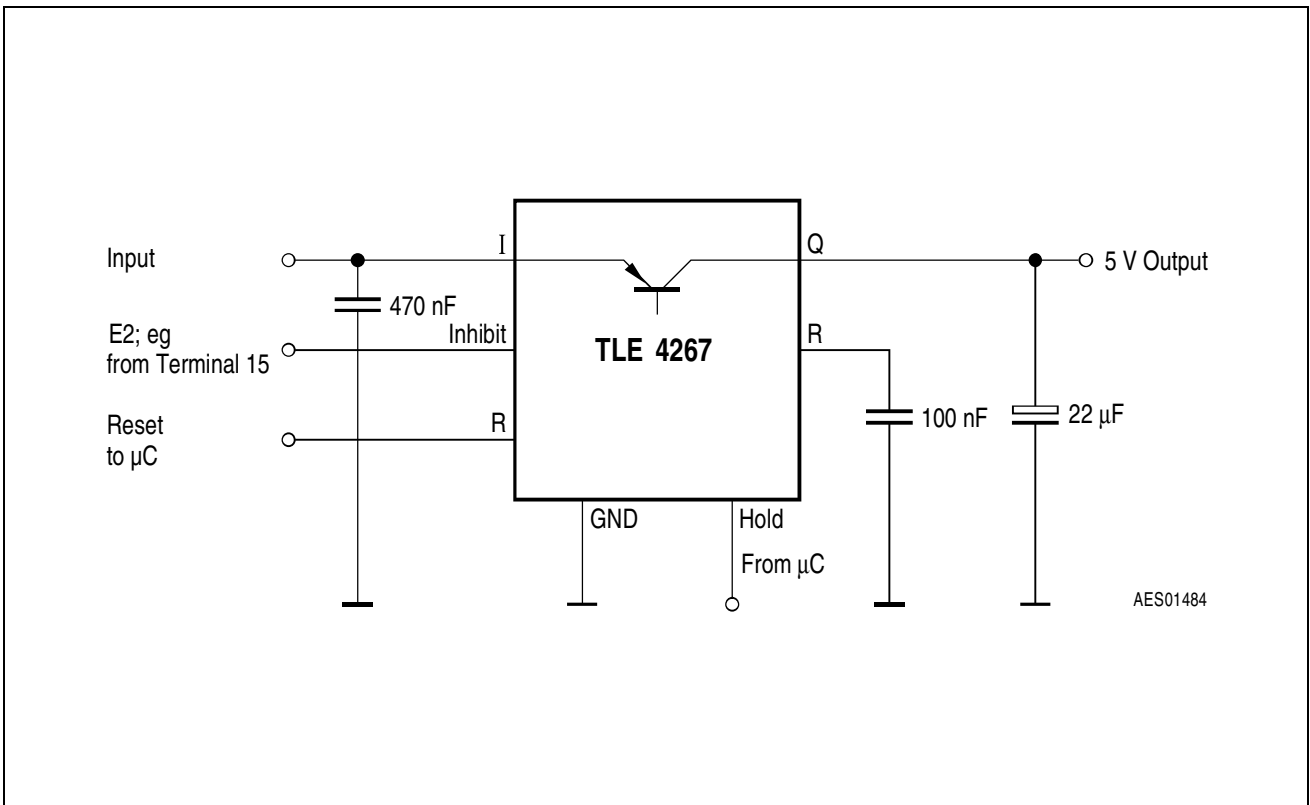 Input
I
Q
5 V Output
470 nF
E2; eg
from Terminal 15
Inhibit
TLE 4267
R
Reset
to µC
R
100 nF
22 µF
GND
Hold
From µC
AES01484